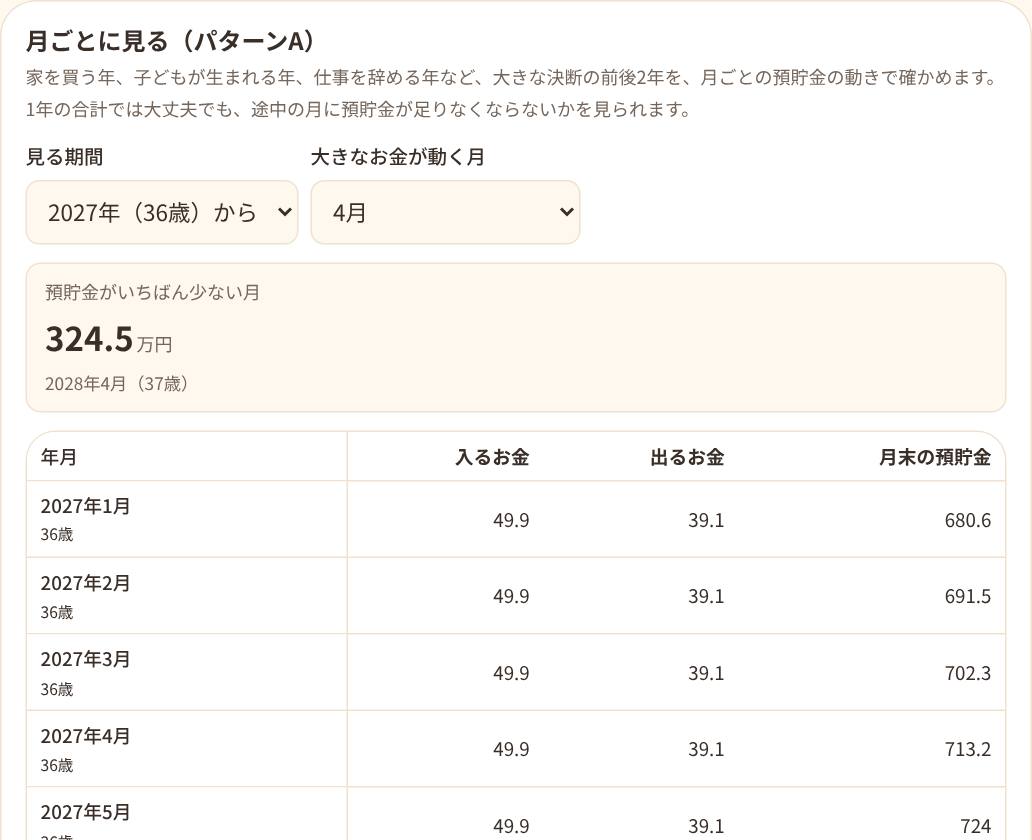 月ごとに見る（パターンA）
家を買う年、子どもが生まれる年、仕事を辞める年など、大きな決断の前後2年を、月ごとの預貯金の動きで確かめます。
1年の合計では大丈夫でも、途中の月に預貯金が足りなくならないかを見られます。
見る期間 大きなお金が動く月
2027年（36歳）から 4月
預貯金がいちばん少ない月
324.5万円
2028年4月（37歳）
年月 入るお金 出るお金 月末の預貯金
2027年1月
36歳
49.9 39.1 680.6
2027年2月
36歳
49.9 39.1 691.5
2027年3月
36歳
49.9 39.1 702.3
2027年4月
36歳
49.9 39.1 713.2
2027年5月
49.9 39.1 724